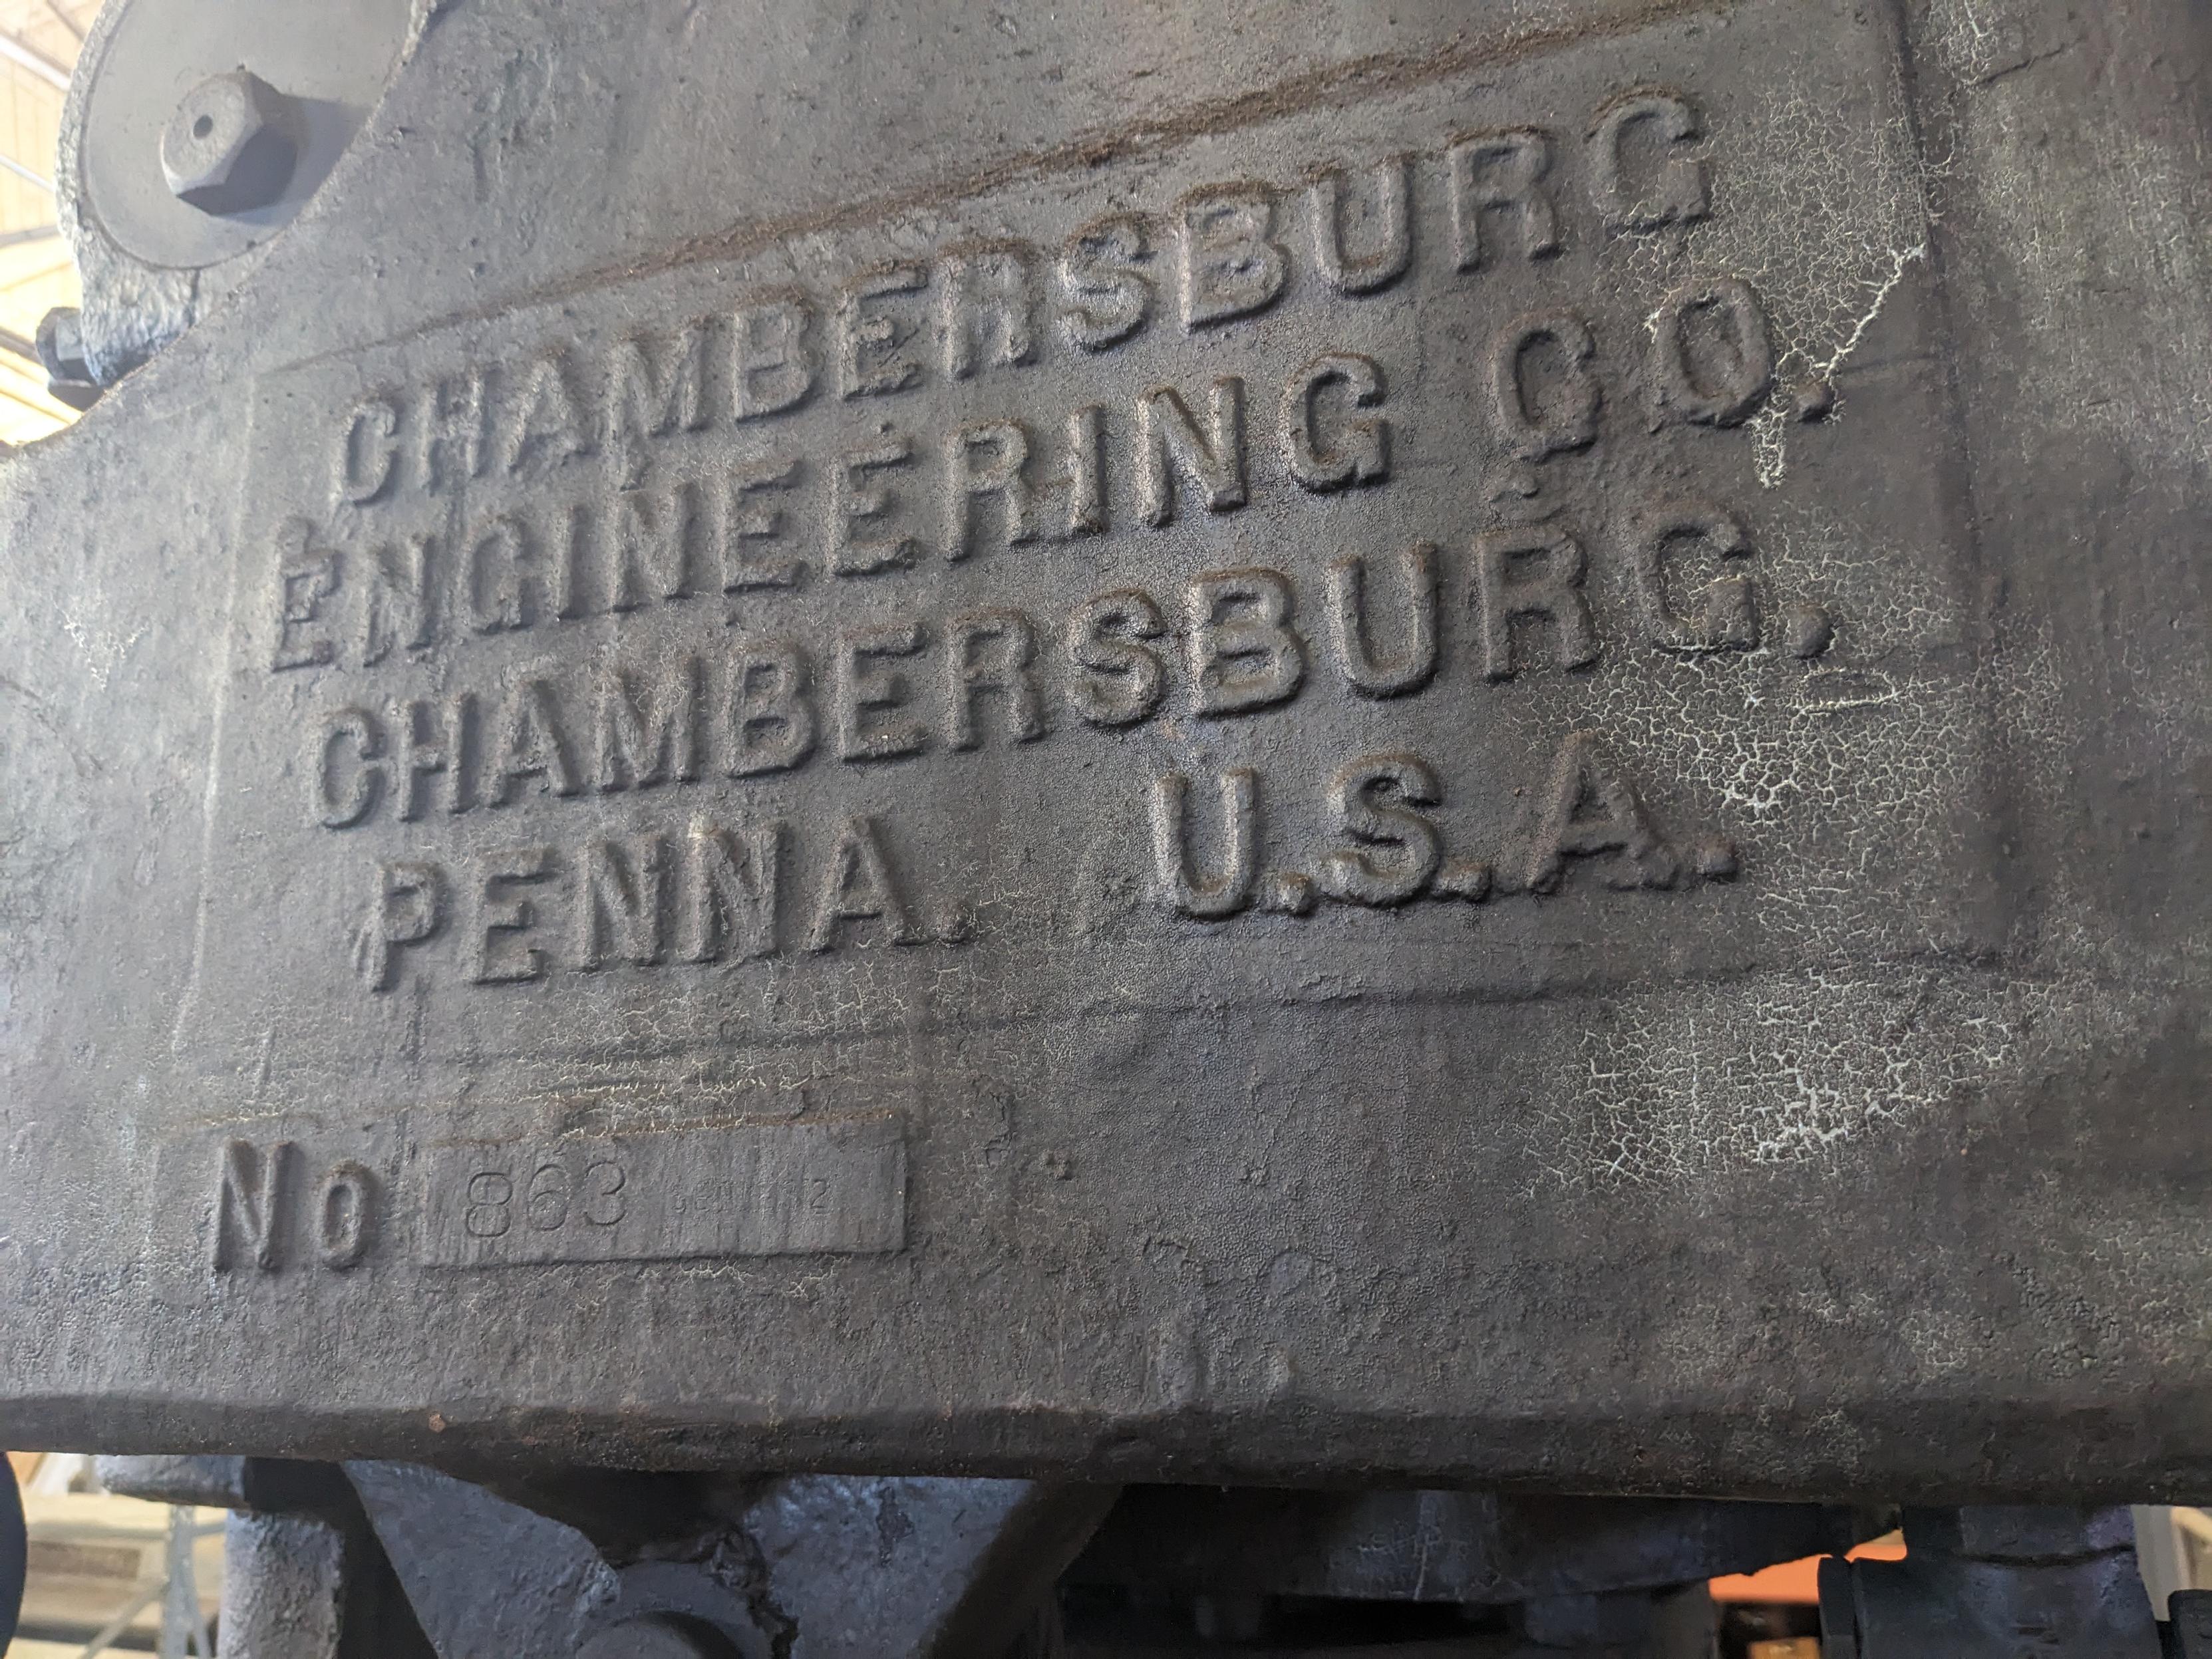 CHAMBERSBURG
ENGINEERING CO.
CHAMBERSBURG.
PENNA. U.S.A.
No 863